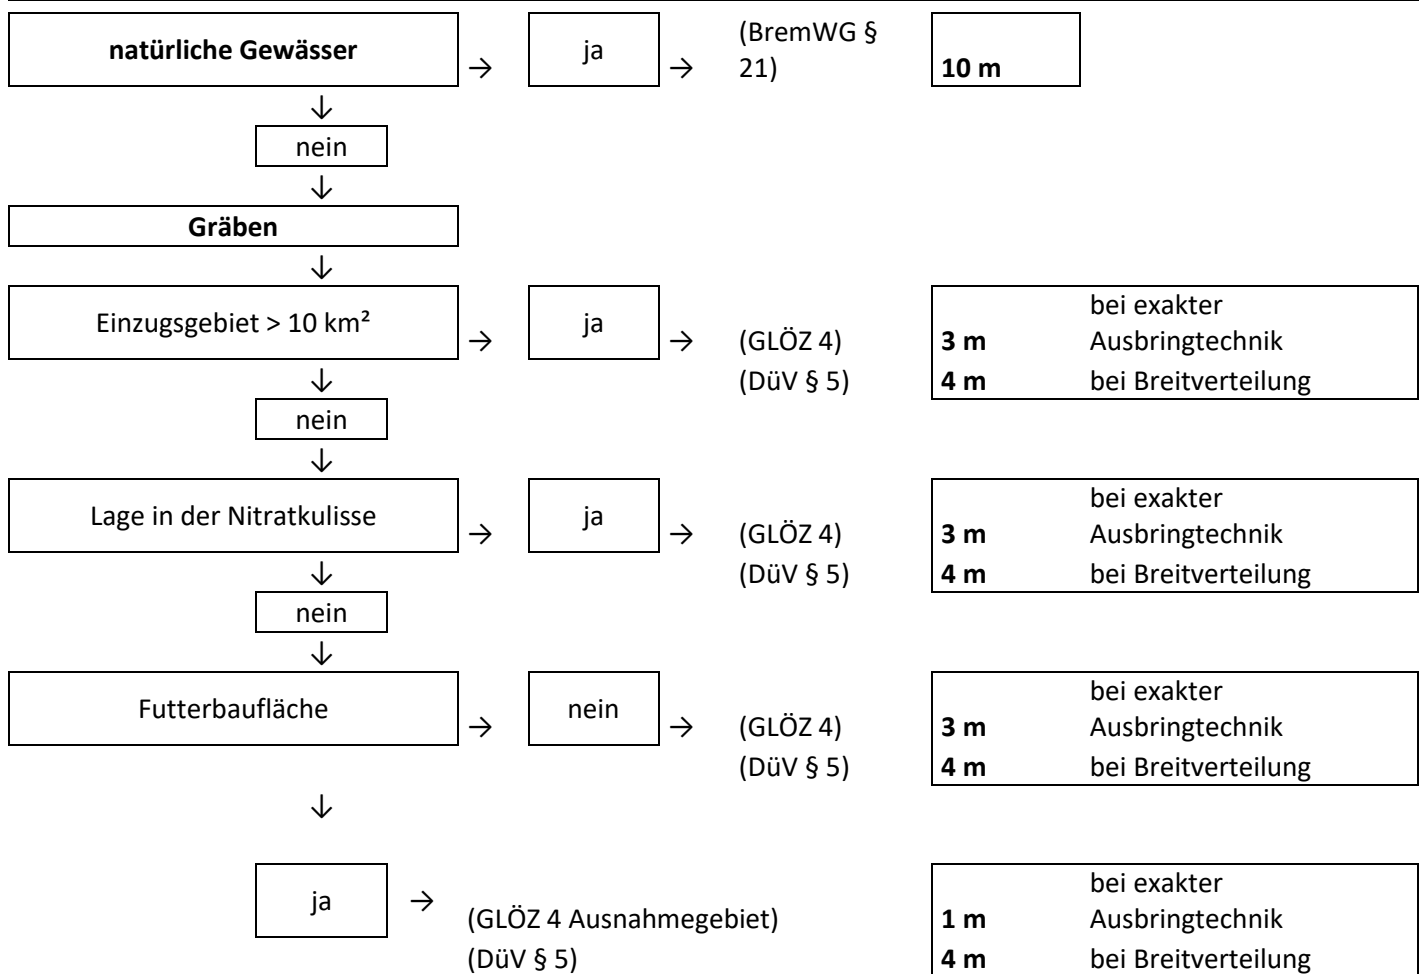 natürliche Gewässer → ja → (BremWG §
21) 10 m
↓
nein
↓
Gräben
↓
Einzugsgebiet > 10 km² → ja → (GLÖZ 4) 3 m bei exakter
Ausbringtechnik
(DüV § 5) 4 m bei Breitverteilung
↓
nein
↓
Lage in der Nitratkulisse → ja → (GLÖZ 4) 3 m bei exakter
Ausbringtechnik
(DüV § 5) 4 m bei Breitverteilung
↓
nein
↓
Futterbaufläche → nein → (GLÖZ 4) 3 m bei exakter
Ausbringtechnik
(DüV § 5) 4 m bei Breitverteilung
↓
ja → (GLÖZ 4 Ausnahmegebiet) 1 m bei exakter
Ausbringtechnik
(DüV § 5) 4 m bei Breitverteilung